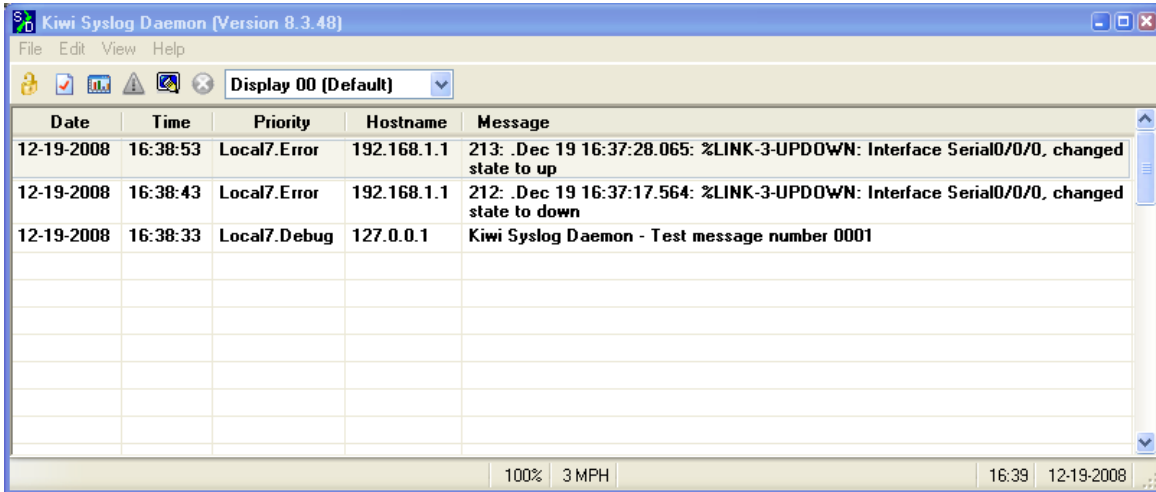 Kiwi Syslog Daemon (Version 8.3.48)
File Edit View Help
Display 00 (Default)
Date Time Priority Hostname Message
12-19-2008 16:38:53 Local7.Error 192.168.1.1 213: .Dec 19 16:37:28.065: %LINK-3-UPDOWN: Interface Serial0/0/0, changed
state to up
12-19-2008 16:38:43 Local7.Error 192.168.1.1 212: .Dec 19 16:37:17.564: %LINK-3-UPDOWN: Interface Serial0/0/0, changed
state to down
12-19-2008 16:38:33 Local7.Debug 127.0.0.1 Kiwi Syslog Daemon - Test message number 0001
100% 3 MPH 16:39 12-19-2008